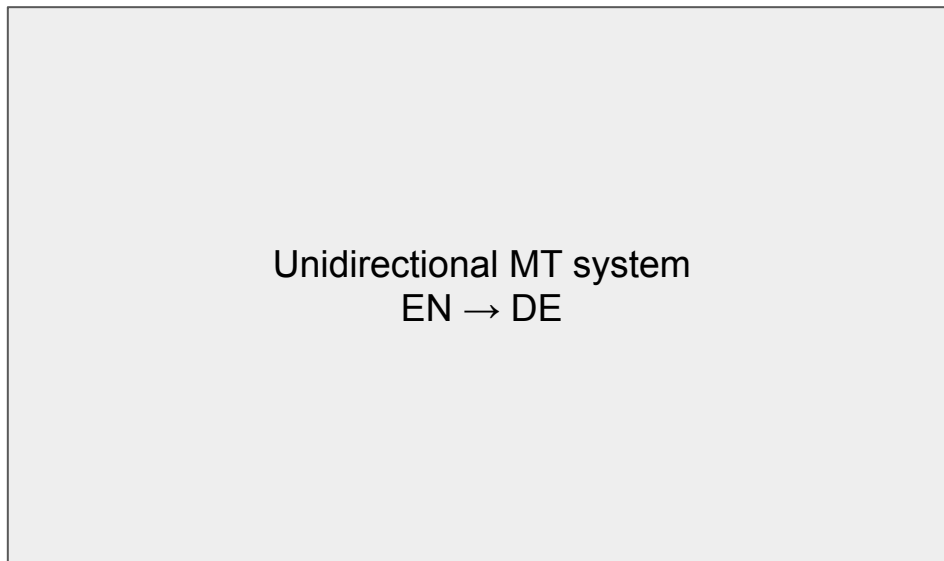 Unidirectional MT system
EN → DE